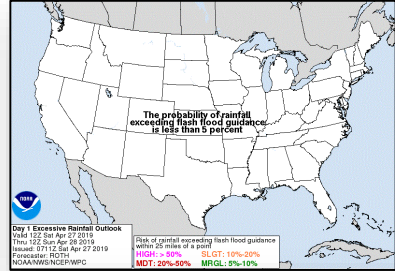 The probability of rainfall
exceeding flash flood guidance
is less than 5 percent
NOAA
Day 1 Excessive Rainfall Outlook
Valid 12Z Sat Apr 27 2019
Thru 12Z Sun Apr 28 2019
Issued: 0711Z Sat Apr 27 2019
Forecaster: ROTH
NOAA/NWS/NCEP/WPC
Risk of rainfall exceeding flash flood guidance
within 25 miles of a point
HIGH: > 50% SLGT: 10%-20%
MDT: 20%-50% MRGL: 5%-10%